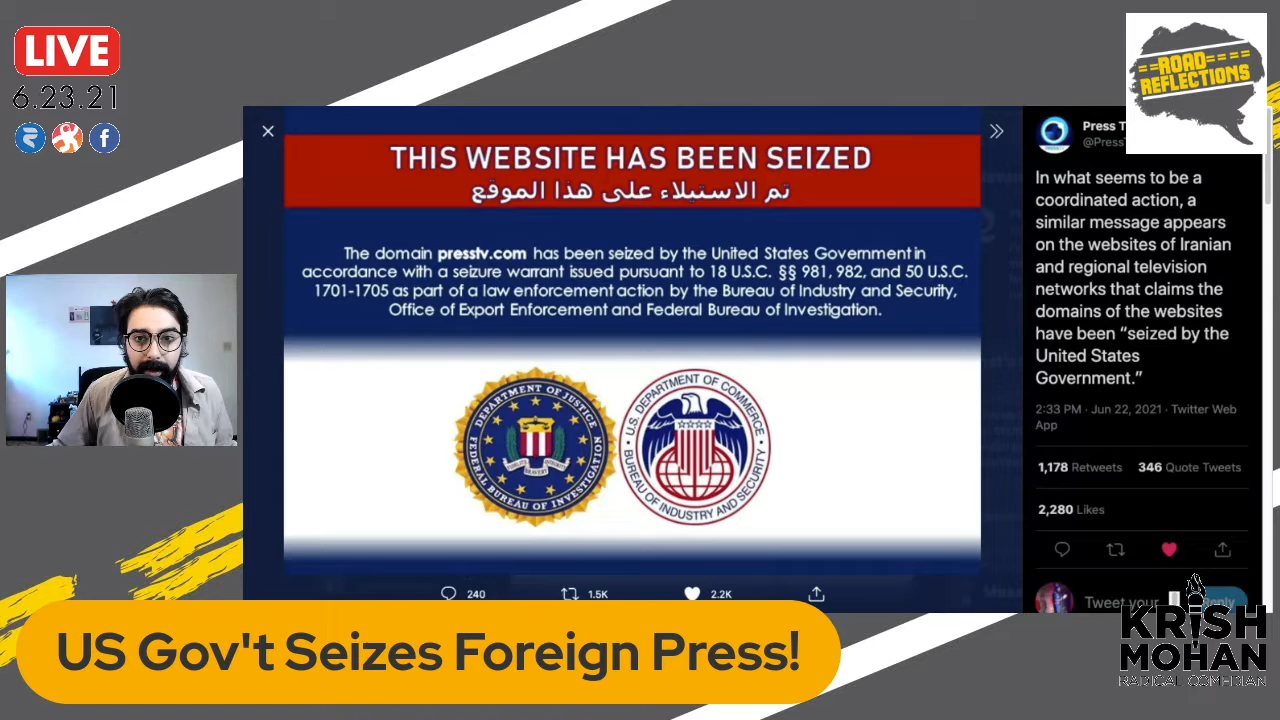 LIVE
6.23.21
==ROAD====
REFLECTIONS
THIS WEBSITE HAS BEEN SEIZED
تم الاستيلاء على هذا الموقع
The domain presstv.com has been seized by the United States Government in
accordance with a seizure warrant issued pursuant to 18 U.S.C. §§ 981, 982, and 50 U.S.C.
1701-1705 as part of a law enforcement action by the Bureau of Industry and Security,
Office of Export Enforcement and Federal Bureau of Investigation.
DEPARTMENT OF JUSTICE
FEDERAL BUREAU OF INVESTIGATION
U.S. DEPARTMENT OF COMMERCE
BUREAU OF INDUSTRY AND SECURITY
240
1.5K
2.2K
Press T
@Press
In what seems to be a
coordinated action, a
similar message appears
on the websites of Iranian
and regional television
networks that claims the
domains of the websites
have been “seized by the
United States
Government.”
2:33 PM · Jun 22, 2021 · Twitter Web
App
1,178 Retweets 346 Quote Tweets
2,280 Likes
Tweet your
Reply
US Gov't Seizes Foreign Press!
KRISH
MOHAN
RADICAL COMEDIAN